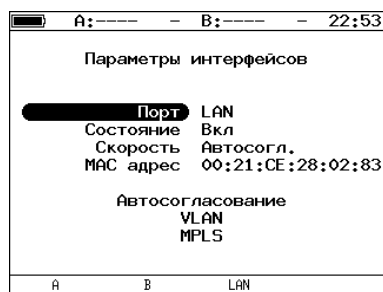 A:---- – B:---- – 22:53
Параметры интерфейсов
Порт LAN
Состояние Вкл
Скорость Автосогл.
MAC адрес 00:21:CE:28:02:83
Автосогласование
VLAN
MPLS
A B LAN